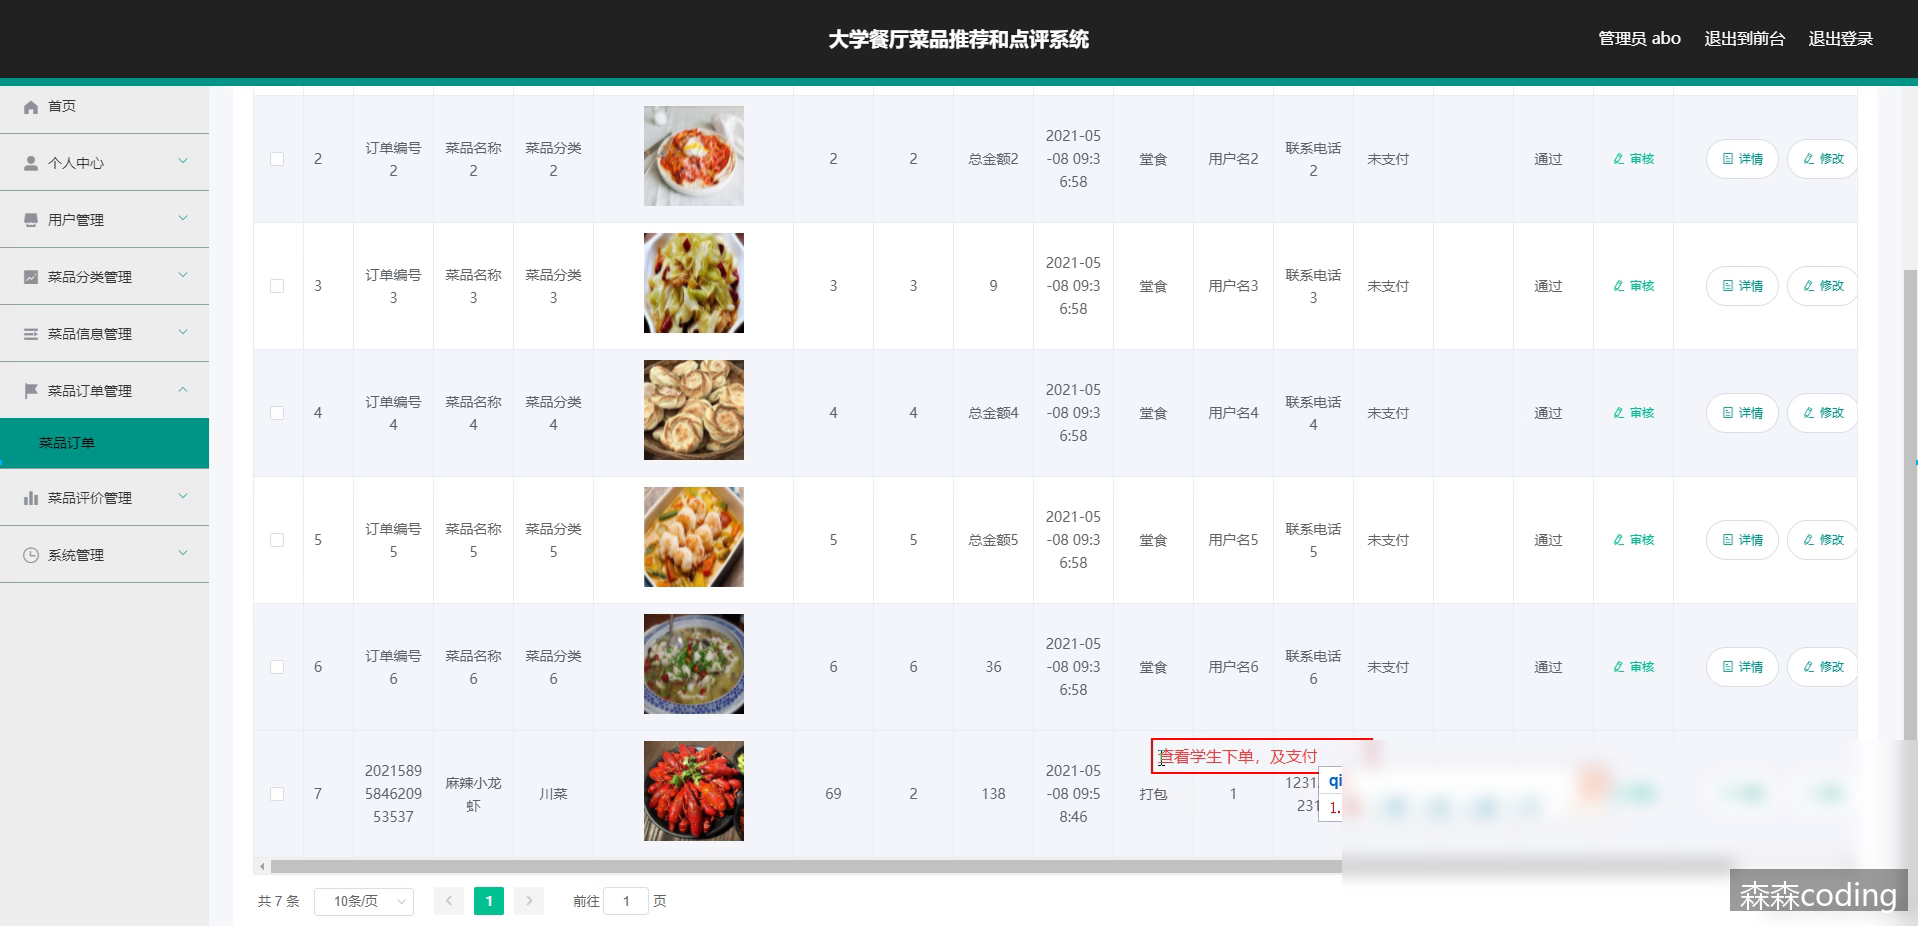 大学餐厅菜品推荐和点评系统
管理员 abo 退出到前台 退出登录
首页
个人中心
用户管理
菜品分类管理
菜品信息管理
菜品订单管理
菜品订单
菜品评价管理
系统管理
2 订单编号 菜品名称 菜品分类 2 2 总金额2 2021-05 堂食 用户名2 联系电话 未支付 通过 审核 详情 修改
2 2 2 -08 09:3 2
6:58
3 订单编号 菜品名称 菜品分类 3 3 9 2021-05 堂食 用户名3 联系电话 未支付 通过 审核 详情 修改
3 3 3 -08 09:3 3
6:58
4 订单编号 菜品名称 菜品分类 4 4 总金额4 2021-05 堂食 用户名4 联系电话 未支付 通过 审核 详情 修改
4 4 4 -08 09:3 4
6:58
5 订单编号 菜品名称 菜品分类 5 5 总金额5 2021-05 堂食 用户名5 联系电话 未支付 通过 审核 详情 修改
5 5 5 -08 09:3 5
6:58
6 订单编号 菜品名称 菜品分类 6 6 36 2021-05 堂食 用户名6 联系电话 未支付 通过 审核 详情 修改
6 6 6 -08 09:3 6
6:58
查看学生下单，及支付
qi
1.
7 2021589 麻辣小龙 川菜 69 2 138 2021-05 打包 1 1231
5846209 虾 -08 09:5 231
53537 8:46
共 7 条 10条/页 1 前往 1 页
森森coding